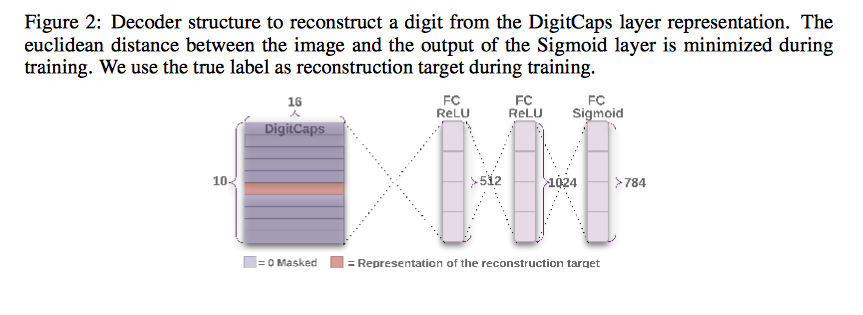 Figure 2: Decoder structure to reconstruct a digit from the DigitCaps layer representation. The
euclidean distance between the image and the output of the Sigmoid layer is minimized during
training. We use the true label as reconstruction target during training.
16
FC FC FC
ReLU ReLU Sigmoid
DigitCaps
10 512 1024 784
= 0 Masked = Representation of the reconstruction target